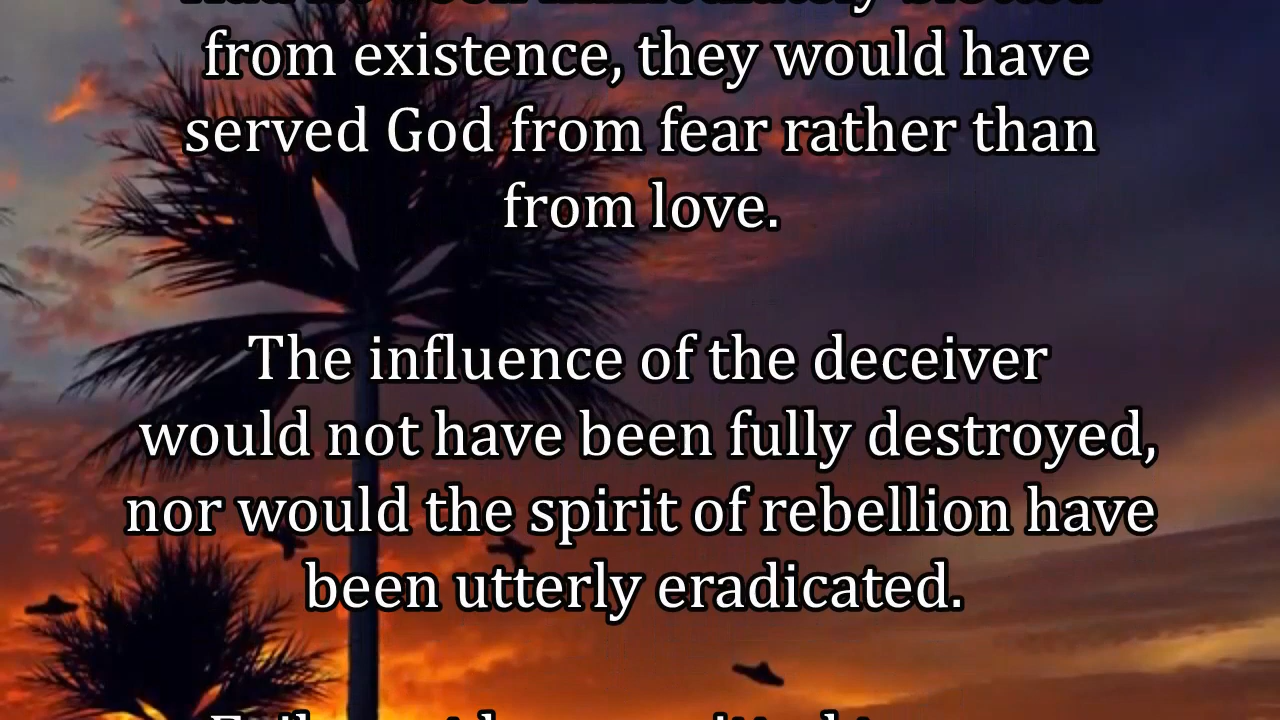 from existence, they would have
served God from fear rather than
from love.
The influence of the deceiver
would not have been fully destroyed,
nor would the spirit of rebellion have
been utterly eradicated.